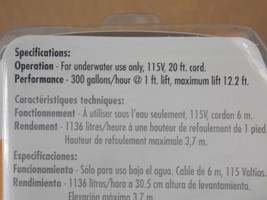 Specifications:
Operation - For underwater use only, 115V, 20 ft. cord.
Performance - 300 gallons/hour @ 1 ft. lift, maximum lift 12.2 ft.
Caractéristiques techniques:
Fonctionnement - À utiliser sous l'eau seulement, 115V, cordon 6 m.
Rendement - 1136 litres/heure à une hauteur de refoulement de 1 pied.
Hauteur de refoulement maximale 3,7 m.
Especificaciones:
Funcionamiento - Sólo para uso bajo el agua. Cable de 6 m, 115 Voltios.
Rendimiento - 1136 litros/hora a 30.5 cm altura de levantamiento.
Elevación máxima 3.7 m.